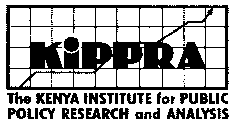 KiPPRA
The KENYA INSTITUTE for PUBLIC
POLICY RESEARCH and ANALYSIS